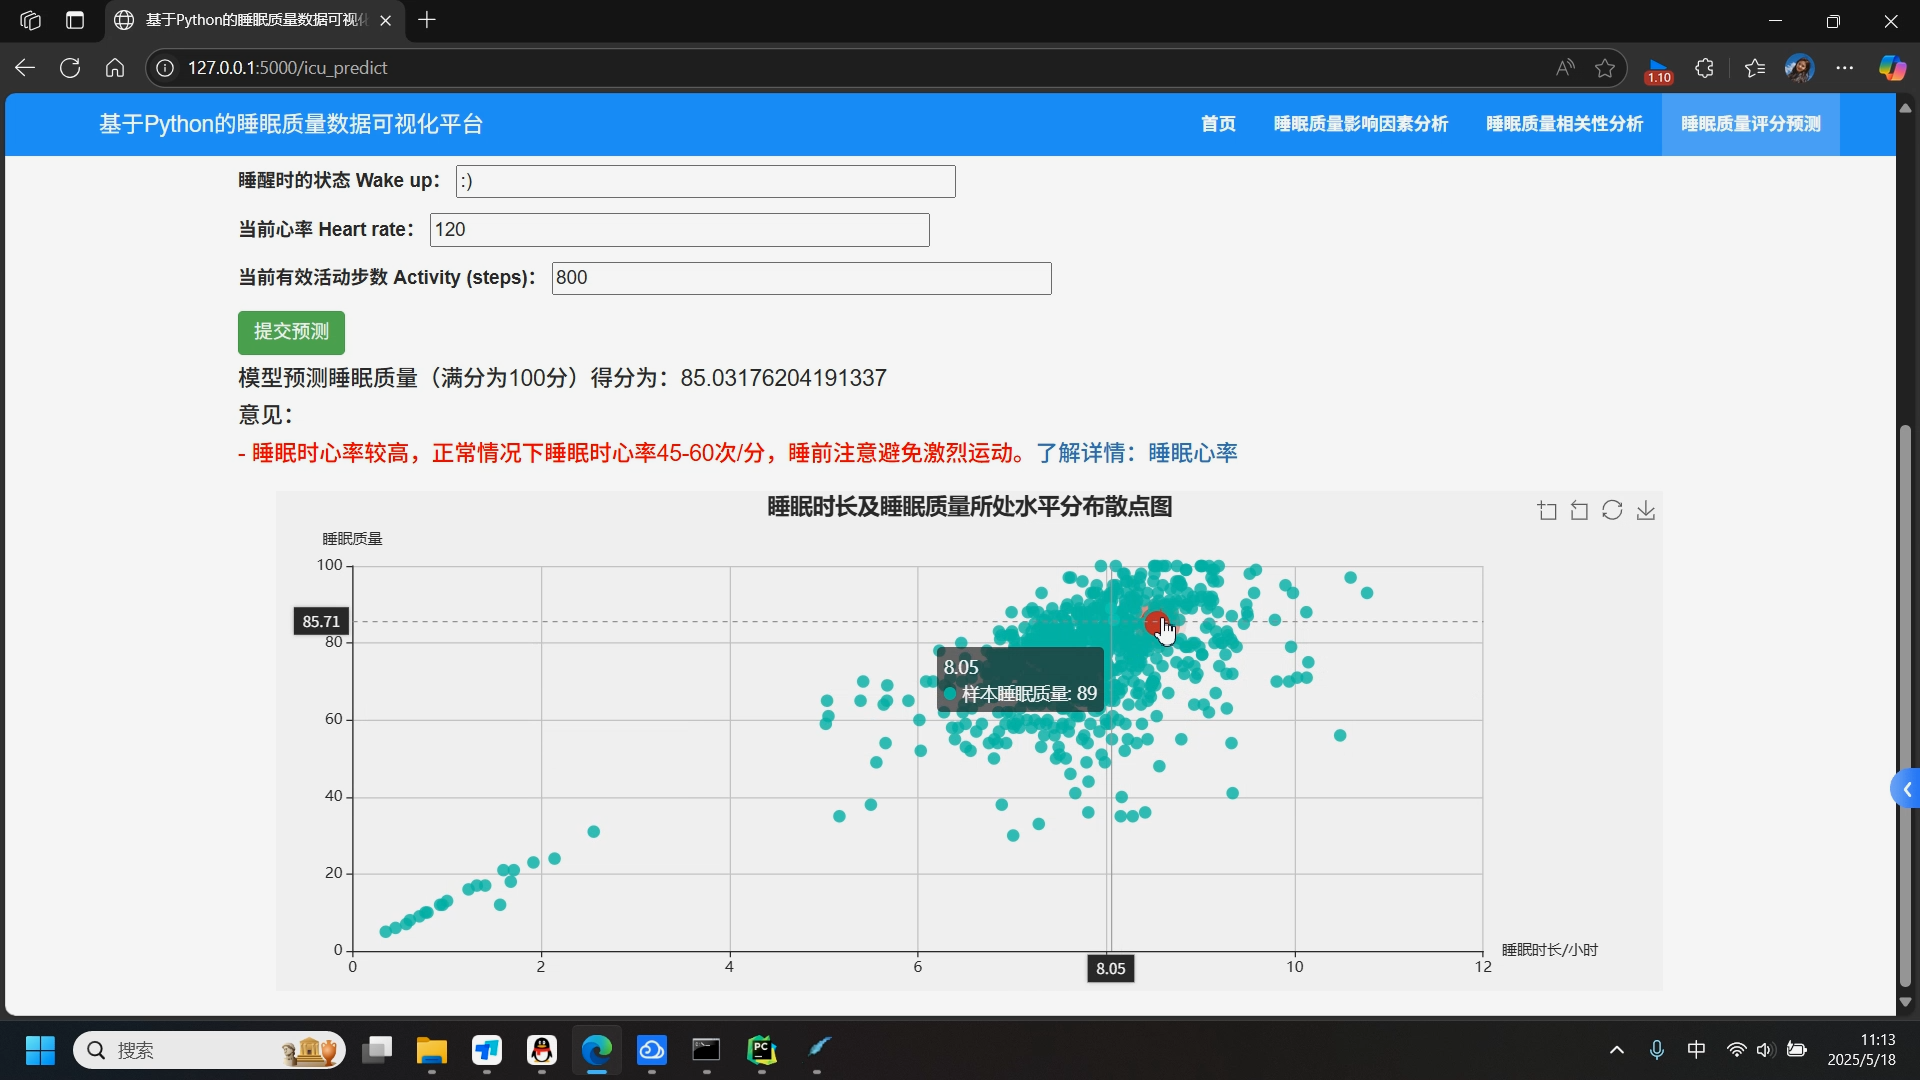 基于Python的睡眠质量数据可视化
127.0.0.1:5000/icu_predict
1.10
基于Python的睡眠质量数据可视化平台
首页
睡眠质量影响因素分析
睡眠质量相关性分析
睡眠质量评分预测
睡醒时的状态 Wake up： :)
当前心率 Heart rate： 120
当前有效活动步数 Activity (steps)： 800
提交预测
模型预测睡眠质量（满分为100分）得分为：85.03176204191337
意见：
- 睡眠时心率较高，正常情况下睡眠时心率45-60次/分，睡前注意避免激烈运动。了解详情：睡眠心率
睡眠时长及睡眠质量所处水平分布散点图
睡眠质量
100
85.71
80
8.05
样本睡眠质量: 89
60
40
20
0
0 2 4 6 8.05 10 12
睡眠时长/小时
搜索
PC
中
11:13
2025/5/18